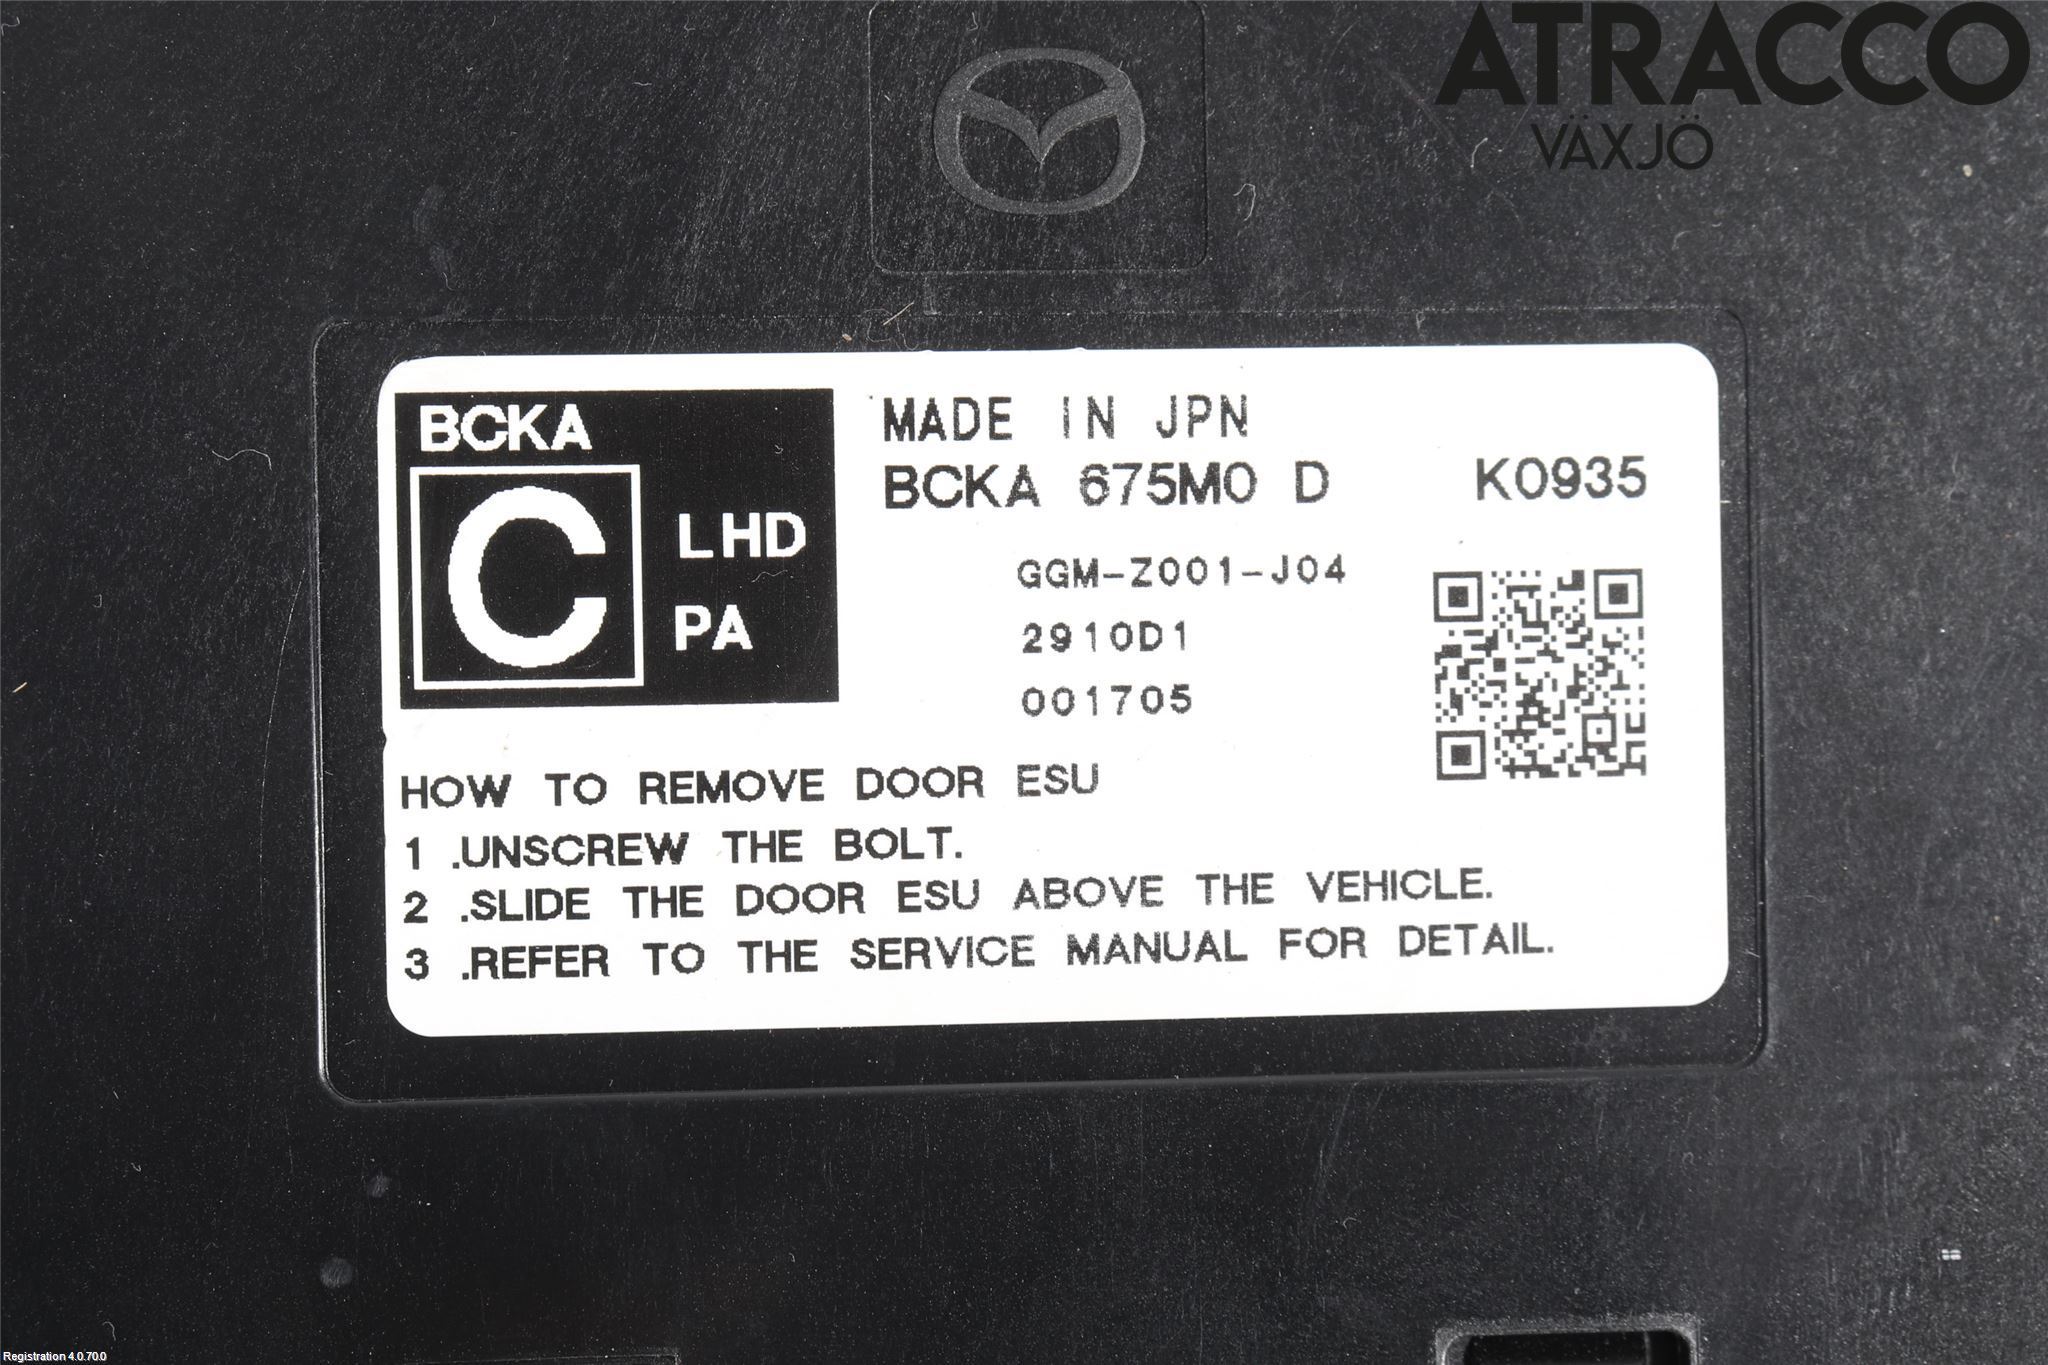 ATRACCO
VÄXJÖ
BCKA
C
LHD
PA
MADE IN JPN
BCKA 675M0 D K0935
GGM-Z001-J04
2910D1
001705
HOW TO REMOVE DOOR ESU
1 .UNSCREW THE BOLT.
2 .SLIDE THE DOOR ESU ABOVE THE VEHICLE.
3 .REFER TO THE SERVICE MANUAL FOR DETAIL.
Registration 4.0.70.0